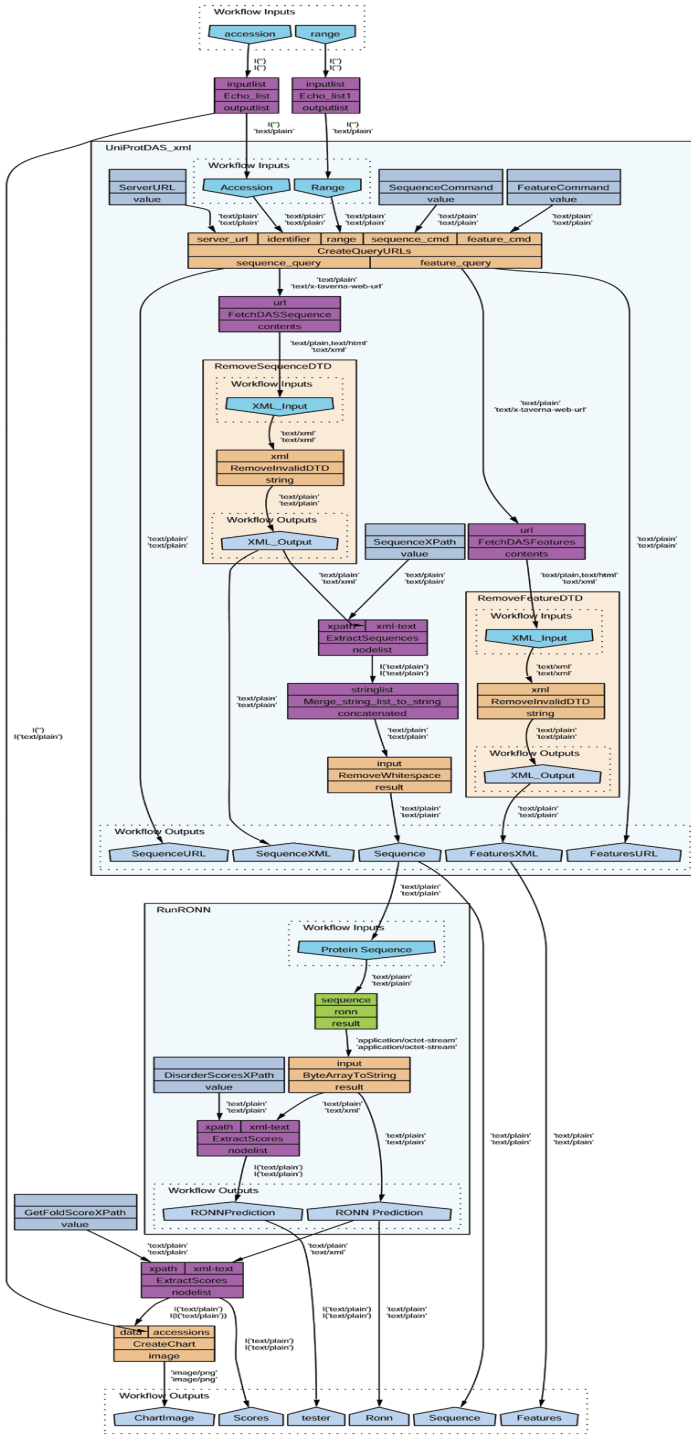 Workflow Inputs
accession range
l('')
l('')
l('')
l('')
inputlist inputlist
Echo_list Echo_list1
outputlist outputlist
l('')
'text/plain'
l('')
'text/plain'
UniProtDAS_xml
Workflow Inputs
ServerURL
value
Accession Range
SequenceCommand
value
FeatureCommand
value
'text/plain' 'text/plain' 'text/plain' 'text/plain' 'text/plain'
'text/plain' 'text/plain' 'text/plain' 'text/plain' 'text/plain'
server_url identifier range sequence_cmd feature_cmd
CreateQueryURLs
sequence_query feature_query
'text/plain'
'text/x-taverna-web-url'
url
FetchDASSequence
contents
'text/plain,text/html'
'text/xml'
RemoveSequenceDTD
Workflow Inputs
XML_Input
'text/plain'
'text/x-taverna-web-url'
'text/xml'
'text/xml'
xml
RemoveInvalidDTD
string
'text/plain'
'text/plain'
Workflow Outputs
XML_Output
SequenceXPath
value
url
FetchDASFeatures
contents
'text/plain'
'text/plain'
'text/plain'
'text/plain'
'text/plain'
'text/xml'
'text/plain'
'text/plain'
'text/plain,text/html'
'text/xml'
RemoveFeatureDTD
Workflow Inputs
XML_Input
xpath xml-text
ExtractSequences
nodelist
l('text/plain')
l('text/plain')
'text/xml'
'text/xml'
stringlist
Merge_string_list_to_string
concatenated
xml
RemoveInvalidDTD
string
'text/plain'
'text/plain'
'text/plain'
'text/plain'
'text/plain'
'text/plain'
l('')
l('text/plain')
input
RemoveWhitespace
result
Workflow Outputs
XML_Output
'text/plain'
'text/plain'
'text/plain'
'text/plain'
Workflow Outputs
SequenceURL SequenceXML Sequence FeaturesXML FeaturesURL
'text/plain'
'text/plain'
RunRONN
Workflow Inputs
Protein Sequence
'text/plain'
'text/plain'
sequence
ronn
result
'application/octet-stream'
'application/octet-stream'
DisorderScoresXPath
value
input
ByteArrayToString
result
'text/plain'
'text/plain'
'text/plain'
'text/xml'
xpath xml-text
ExtractScores
nodelist
'text/plain'
'text/plain'
'text/plain'
'text/plain'
'text/plain'
'text/plain'
l('text/plain')
l('text/plain')
Workflow Outputs
RONNPrediction RONN Prediction
GetFoldScoreXPath
value
'text/plain'
'text/plain'
'text/plain'
'text/xml'
xpath xml-text
ExtractScores
nodelist
l('text/plain')
l(l('text/plain'))
l('text/plain')
l('text/plain')
'text/plain'
'text/plain'
data accessions
CreateChart
image
l('text/plain')
l('text/plain')
'image/png'
'image/png'
Workflow Outputs
ChartImage Scores tester Ronn Sequence Features